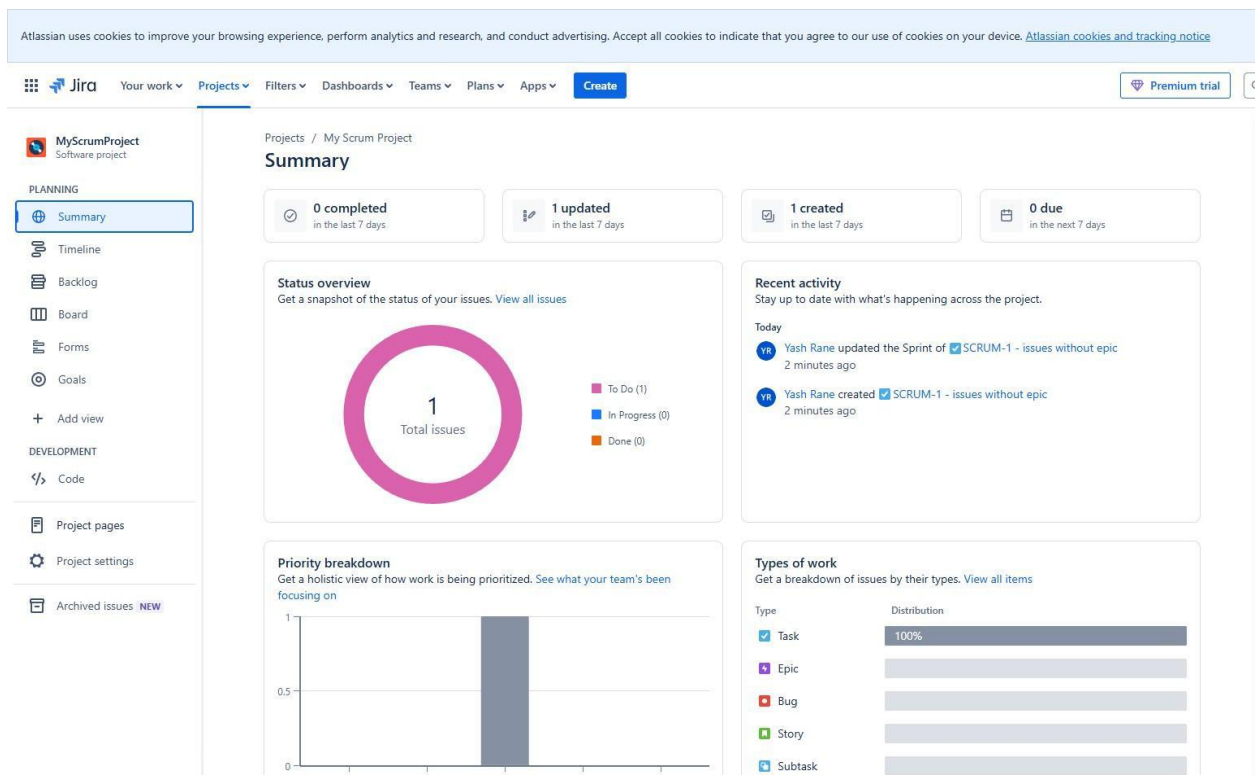 Atlassian uses cookies to improve your browsing experience, perform analytics and research, and conduct advertising. Accept all cookies to indicate that you agree to our use of cookies on your device. Atlassian cookies and tracking notice
Jira Your work Projects Filters Dashboards Teams Plans Apps Create Premium trial
MyScrumProject
Software project
PLANNING
Summary
Timeline
Backlog
Board
Forms
Goals
+ Add view
DEVELOPMENT
Code
Project pages
Project settings
Archived issues NEW
Projects / My Scrum Project
Summary
0 completed
in the last 7 days
1 updated
in the last 7 days
1 created
in the last 7 days
0 due
in the next 7 days
Status overview
Get a snapshot of the status of your issues. View all issues
1
Total issues
To Do (1)
In Progress (0)
Done (0)
Recent activity
Stay up to date with what's happening across the project.
Today
YR Yash Rane updated the Sprint of SCRUM-1 - issues without epic
2 minutes ago
YR Yash Rane created SCRUM-1 - issues without epic
2 minutes ago
Priority breakdown
Get a holistic view of how work is being prioritized. See what your team's been
focusing on
1
0.5
0
Types of work
Get a breakdown of issues by their types. View all items
Type Distribution
Task 100%
Epic
Bug
Story
Subtask